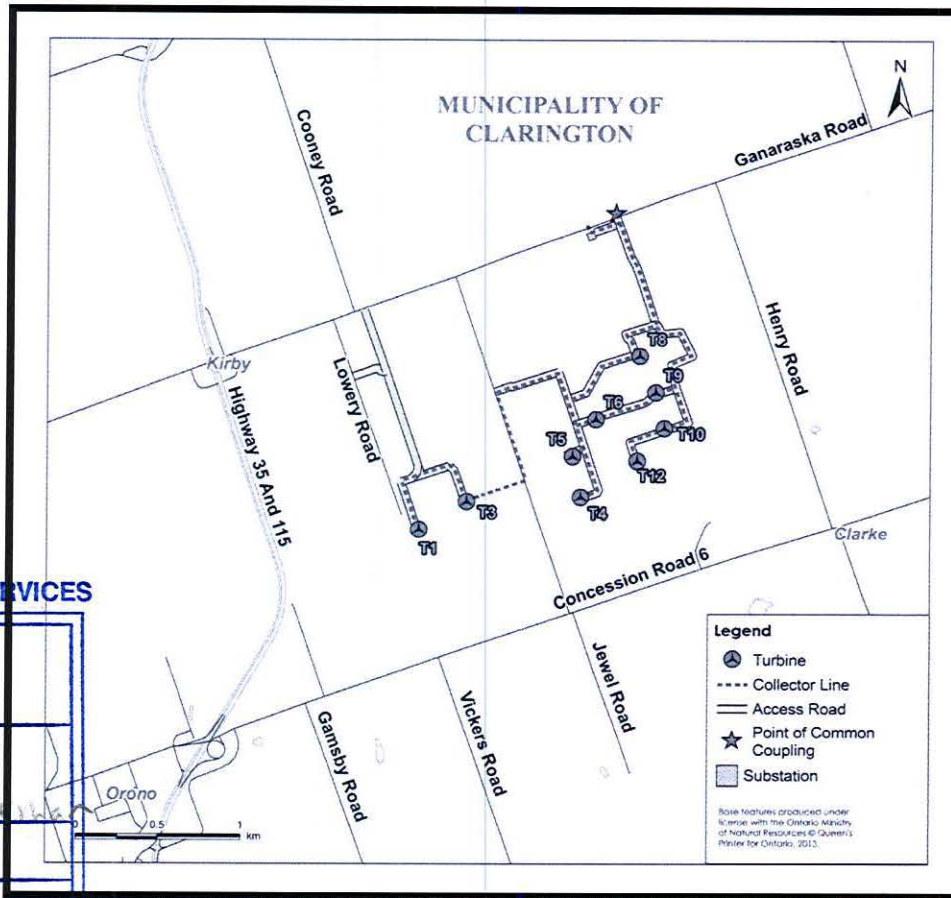 MUNICIPALITY OF
CLARINGTON
N
Ganaraska Road
Cooney Road
Henry Road
Kirby
Highway 35 And 115
Lowery Road
T8
T9
T6
T5
T10
T12
T4
T3
T1
Clarke
Concession Road 6
RVICES
Jewel Road
Vickers Road
Gamsby Road
Orono
0 0.5 1
km
Legend
Turbine
Collector Line
Access Road
Point of Common
Coupling
Substation
Base features produced under
license with the Ontario Ministry
of Natural Resources © Queen's
Printer for Ontario, 2013.